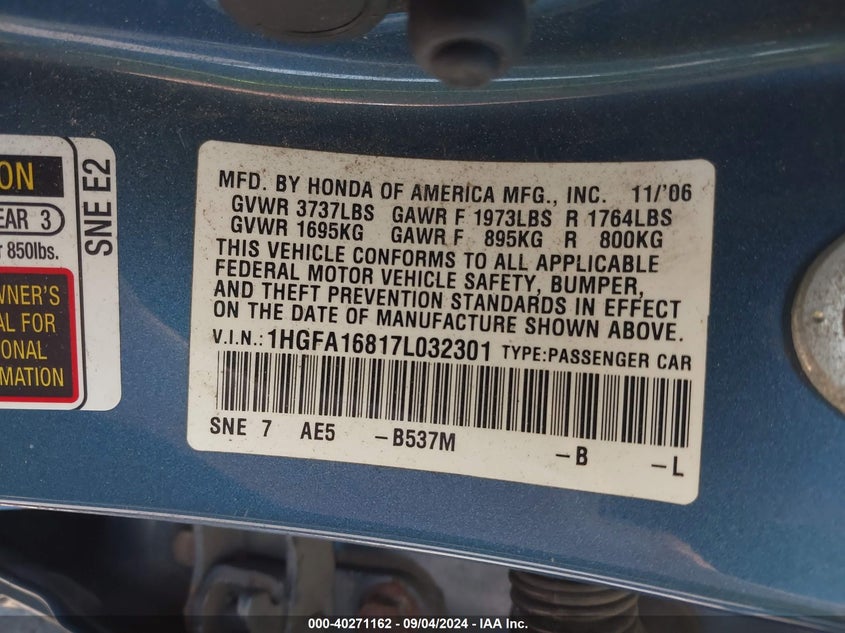 ON
EAR 3
r 850lbs.
WNER'S
AL FOR
ONAL
MATION
SNE E2
MFD. BY HONDA OF AMERICA MFG., INC. 11/'06
GVWR 3737LBS GAWR F 1973LBS R 1764LBS
GVWR 1695KG GAWR F 895KG R 800KG
THIS VEHICLE CONFORMS TO ALL APPLICABLE
FEDERAL MOTOR VEHICLE SAFETY, BUMPER,
AND THEFT PREVENTION STANDARDS IN EFFECT
ON THE DATE OF MANUFACTURE SHOWN ABOVE.
V.I.N.: 1HGFA16817L032301 TYPE:PASSENGER CAR
SNE 7 AE5 -B537M -B -L
000-40271162 - 09/04/2024 - IAA Inc.